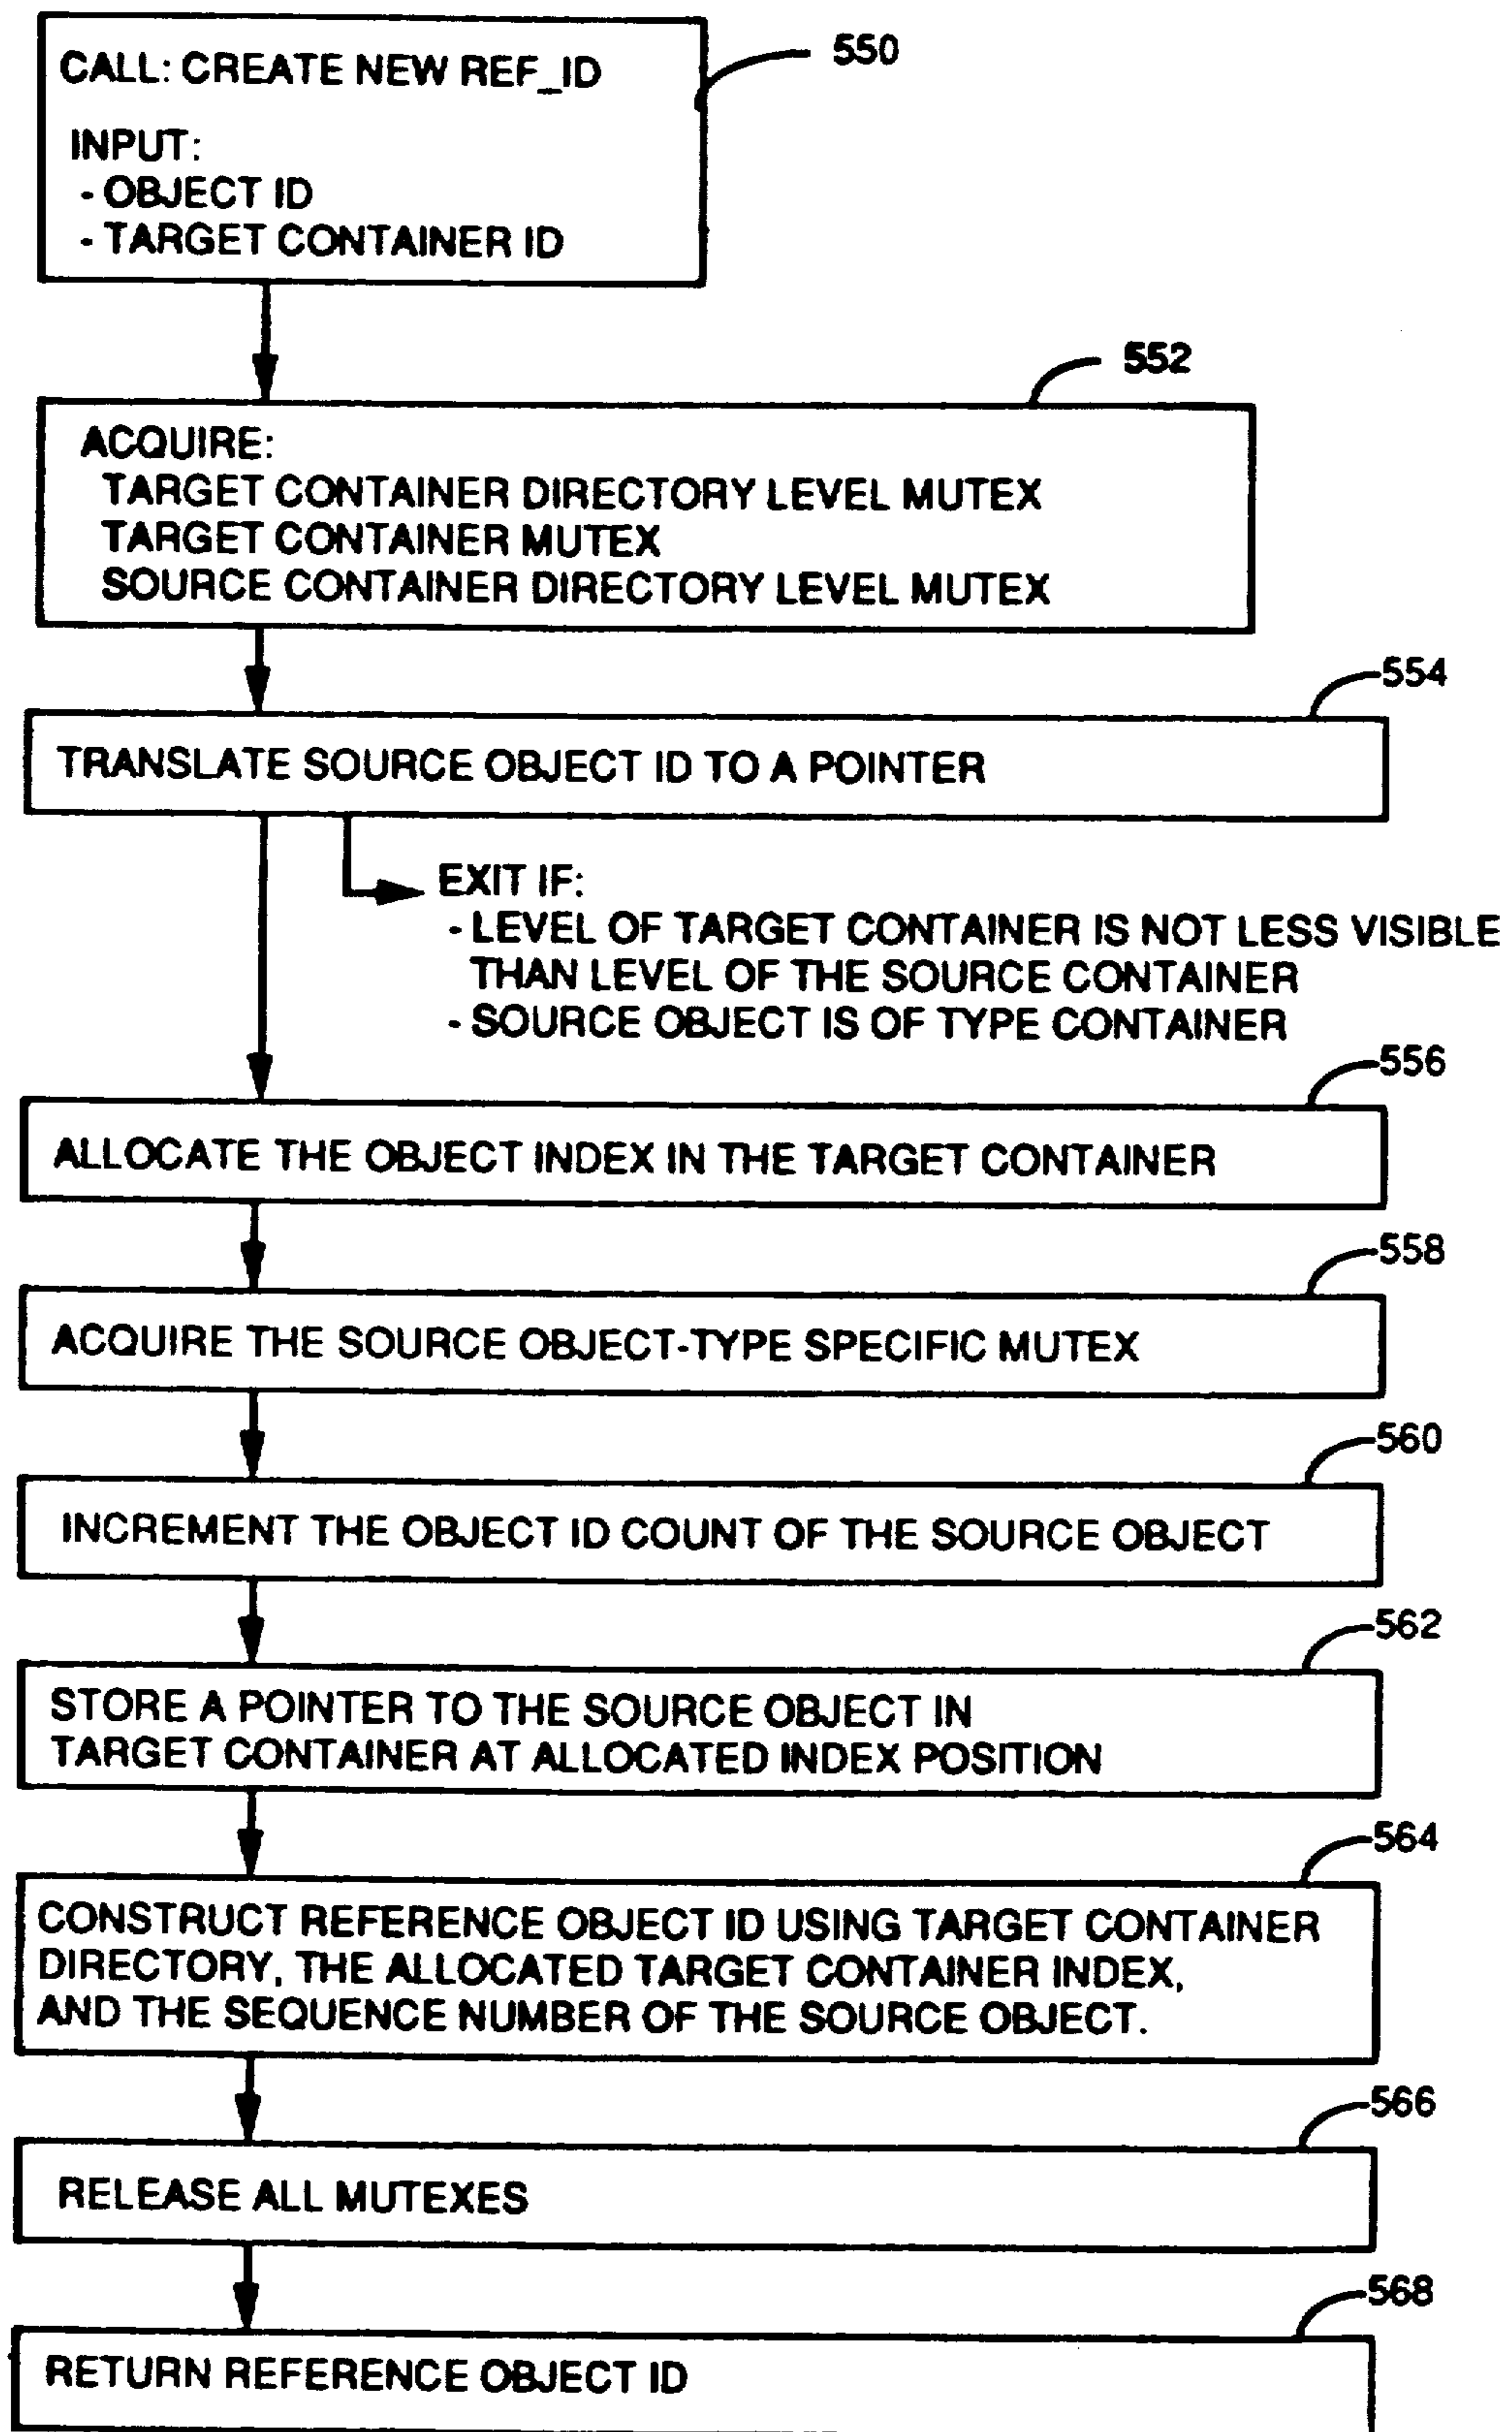 CALL: CREATE NEW REF_ID
550
INPUT:
- OBJECT ID
- TARGET CONTAINER ID
552
ACQUIRE:
TARGET CONTAINER DIRECTORY LEVEL MUTEX
TARGET CONTAINER MUTEX
SOURCE CONTAINER DIRECTORY LEVEL MUTEX
554
TRANSLATE SOURCE OBJECT ID TO A POINTER
EXIT IF:
- LEVEL OF TARGET CONTAINER IS NOT LESS VISIBLE
THAN LEVEL OF THE SOURCE CONTAINER
- SOURCE OBJECT IS OF TYPE CONTAINER
556
ALLOCATE THE OBJECT INDEX IN THE TARGET CONTAINER
558
ACQUIRE THE SOURCE OBJECT-TYPE SPECIFIC MUTEX
560
INCREMENT THE OBJECT ID COUNT OF THE SOURCE OBJECT
562
STORE A POINTER TO THE SOURCE OBJECT IN
TARGET CONTAINER AT ALLOCATED INDEX POSITION
564
CONSTRUCT REFERENCE OBJECT ID USING TARGET CONTAINER
DIRECTORY, THE ALLOCATED TARGET CONTAINER INDEX,
AND THE SEQUENCE NUMBER OF THE SOURCE OBJECT.
566
RELEASE ALL MUTEXES
568
RETURN REFERENCE OBJECT ID